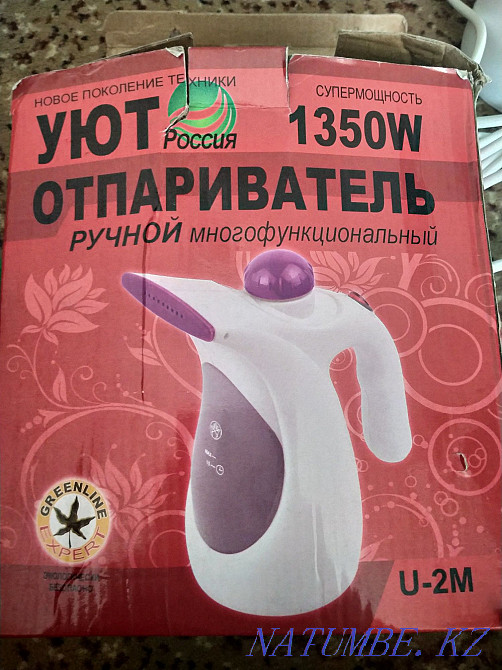 НОВОЕ ПОКОЛЕНИЕ ТЕХНИКИ
СУПЕРМОЩНОСТЬ
УЮТ Россия 1350W
ОТПАРИВАТЕЛЬ
РУЧНОЙ многофункциональный
GREENLINE
EXPERT
U-2M
NATUMBE.KZ